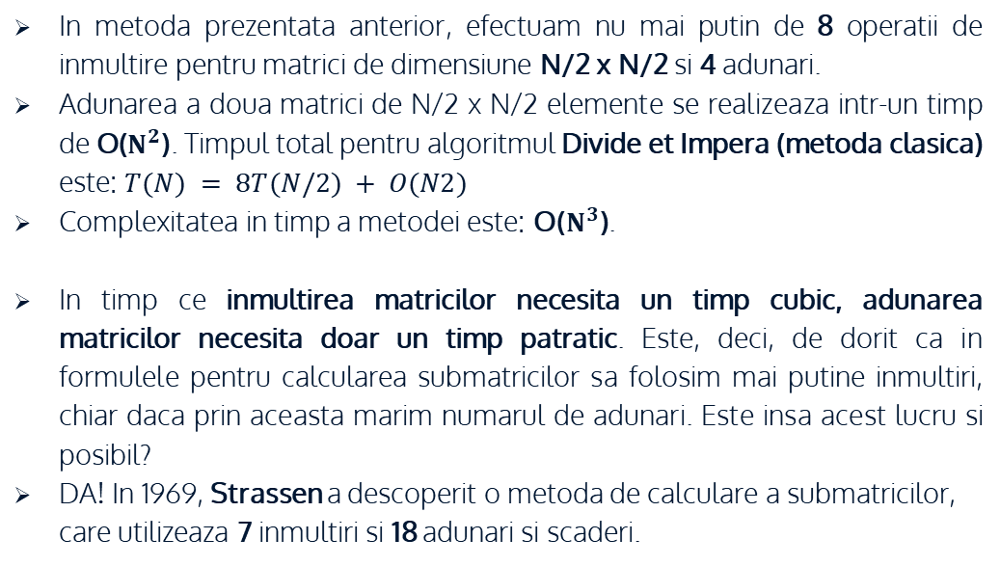 ➢ In metoda prezentata anterior, efectuam nu mai putin de 8 operatii de
inmultire pentru matrici de dimensiune N/2 x N/2 si 4 adunari.
➢ Adunarea a doua matrici de N/2 x N/2 elemente se realizeaza intr-un timp
de O(N²). Timpul total pentru algoritmul Divide et Impera (metoda clasica)
este: T(N) = 8T(N/2) + O(N2)
➢ Complexitatea in timp a metodei este: O(N³).
➢ In timp ce inmultirea matricilor necesita un timp cubic, adunarea
matricilor necesita doar un timp patratic. Este, deci, de dorit ca in
formulele pentru calcularea submatricilor sa folosim mai putine inmultiri,
chiar daca prin aceasta marim numarul de adunari. Este insa acest lucru si
posibil?
➢ DA! In 1969, Strassen a descoperit o metoda de calculare a submatricilor,
care utilizeaza 7 inmultiri si 18 adunari si scaderi.